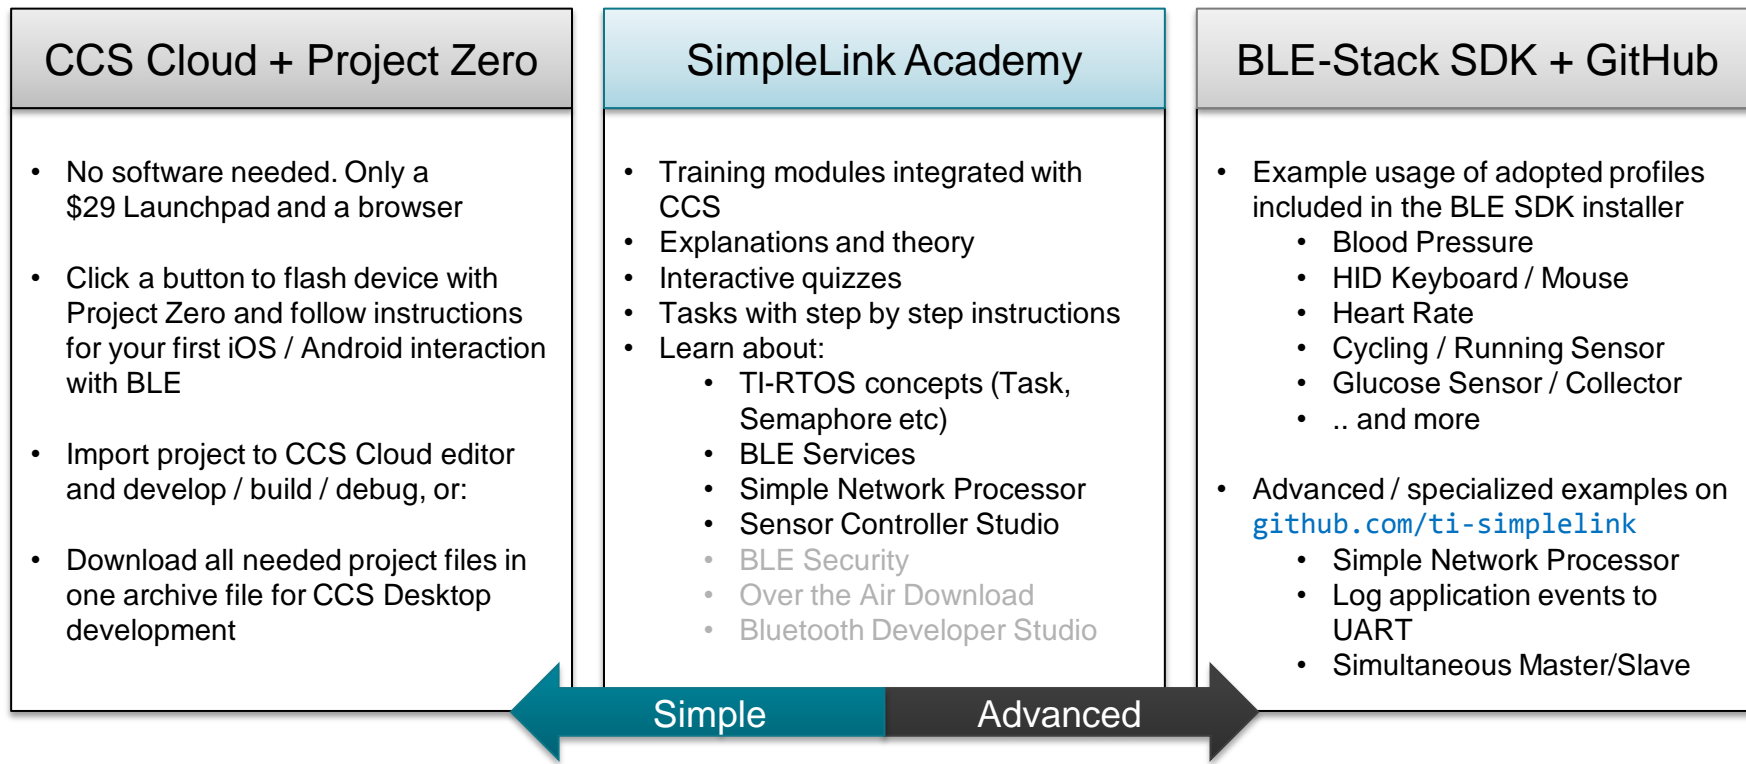 CCS Cloud + Project Zero
• No software needed. Only a
$29 Launchpad and a browser
• Click a button to flash device with
Project Zero and follow instructions
for your first iOS / Android interaction
with BLE
• Import project to CCS Cloud editor
and develop / build / debug, or:
• Download all needed project files in
one archive file for CCS Desktop
development
SimpleLink Academy
• Training modules integrated with
CCS
• Explanations and theory
• Interactive quizzes
• Tasks with step by step instructions
• Learn about:
• TI-RTOS concepts (Task,
Semaphore etc)
• BLE Services
• Simple Network Processor
• Sensor Controller Studio
• BLE Security
• Over the Air Download
• Bluetooth Developer Studio
BLE-Stack SDK + GitHub
• Example usage of adopted profiles
included in the BLE SDK installer
• Blood Pressure
• HID Keyboard / Mouse
• Heart Rate
• Cycling / Running Sensor
• Glucose Sensor / Collector
• .. and more
• Advanced / specialized examples on
github.com/ti-simplelink
• Simple Network Processor
• Log application events to
UART
• Simultaneous Master/Slave
Simple
Advanced